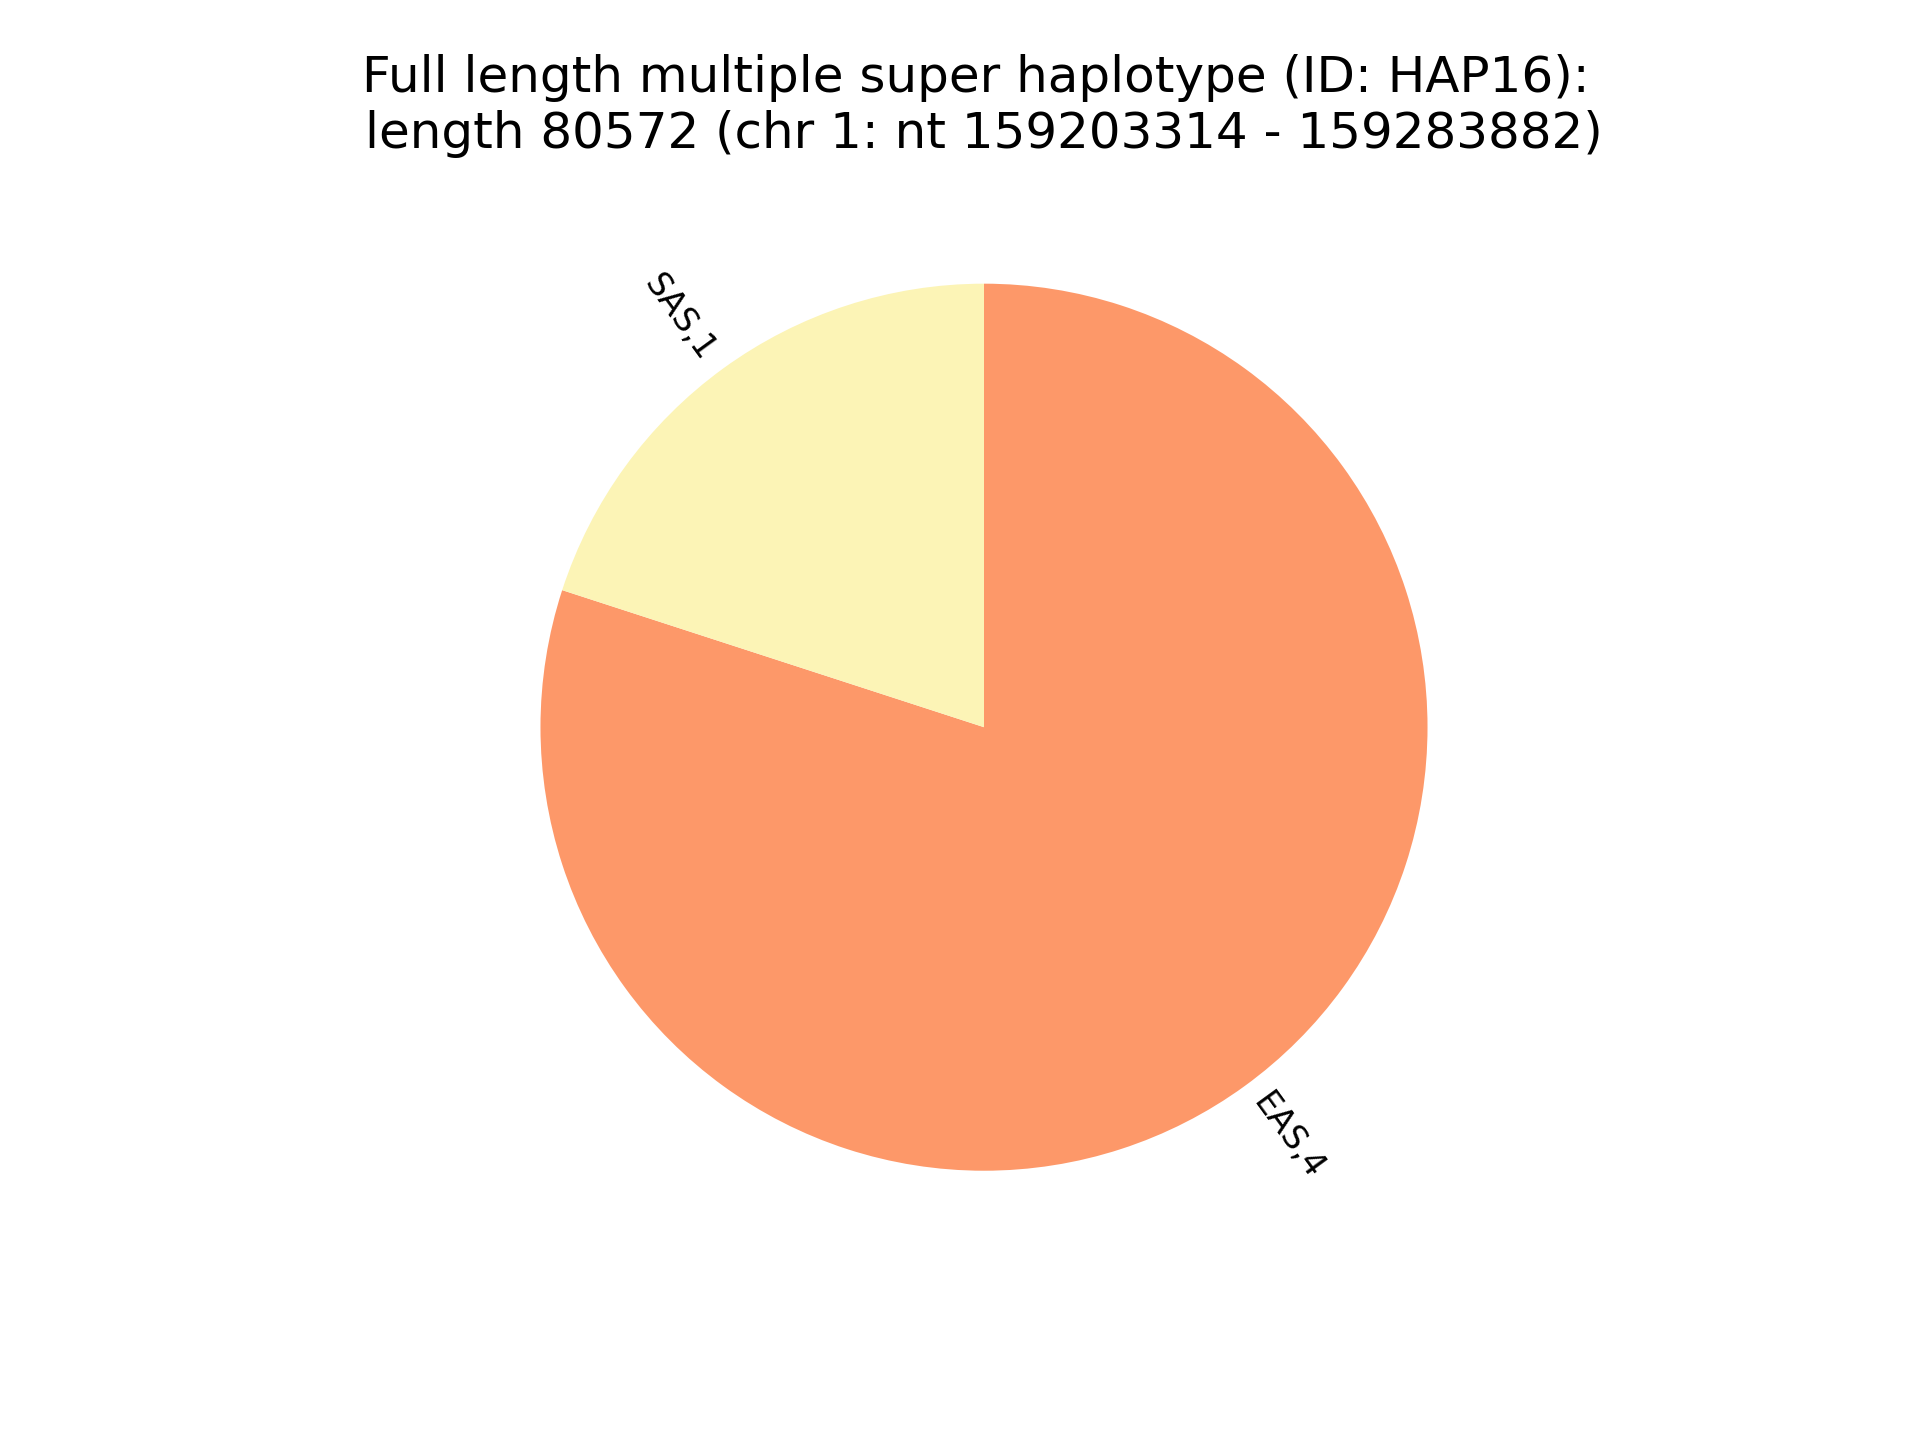 Full length multiple super haplotype (ID: HAP16):
length 80572 (chr 1: nt 159203314 - 159283882)
SAS,1
EAS,4